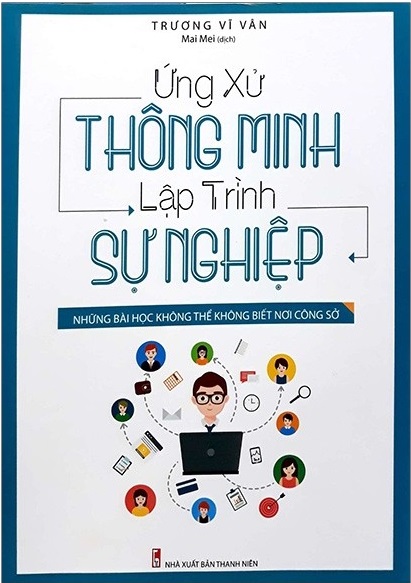 TRƯƠNG VĨ VÂN
Mai Mei (dịch)
Ứng Xử
THÔNG MINH
Lập Trình
SỰ NGHIỆP
NHỮNG BÀI HỌC KHÔNG THỂ KHÔNG BIẾT NƠI CÔNG SỞ
NHÀ XUẤT BẢN THANH NIÊN